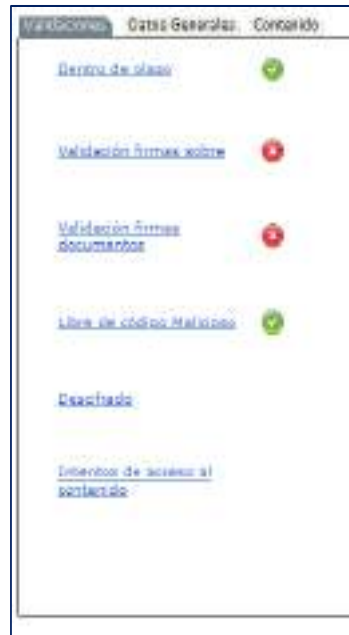 Validaciones Datos Generales Contenido
Dentro de plazo
Validación firmas sobre
Validación firmas
documentos
Libre de código Malicioso
Descifrado
Intentos de acceso al
contenido